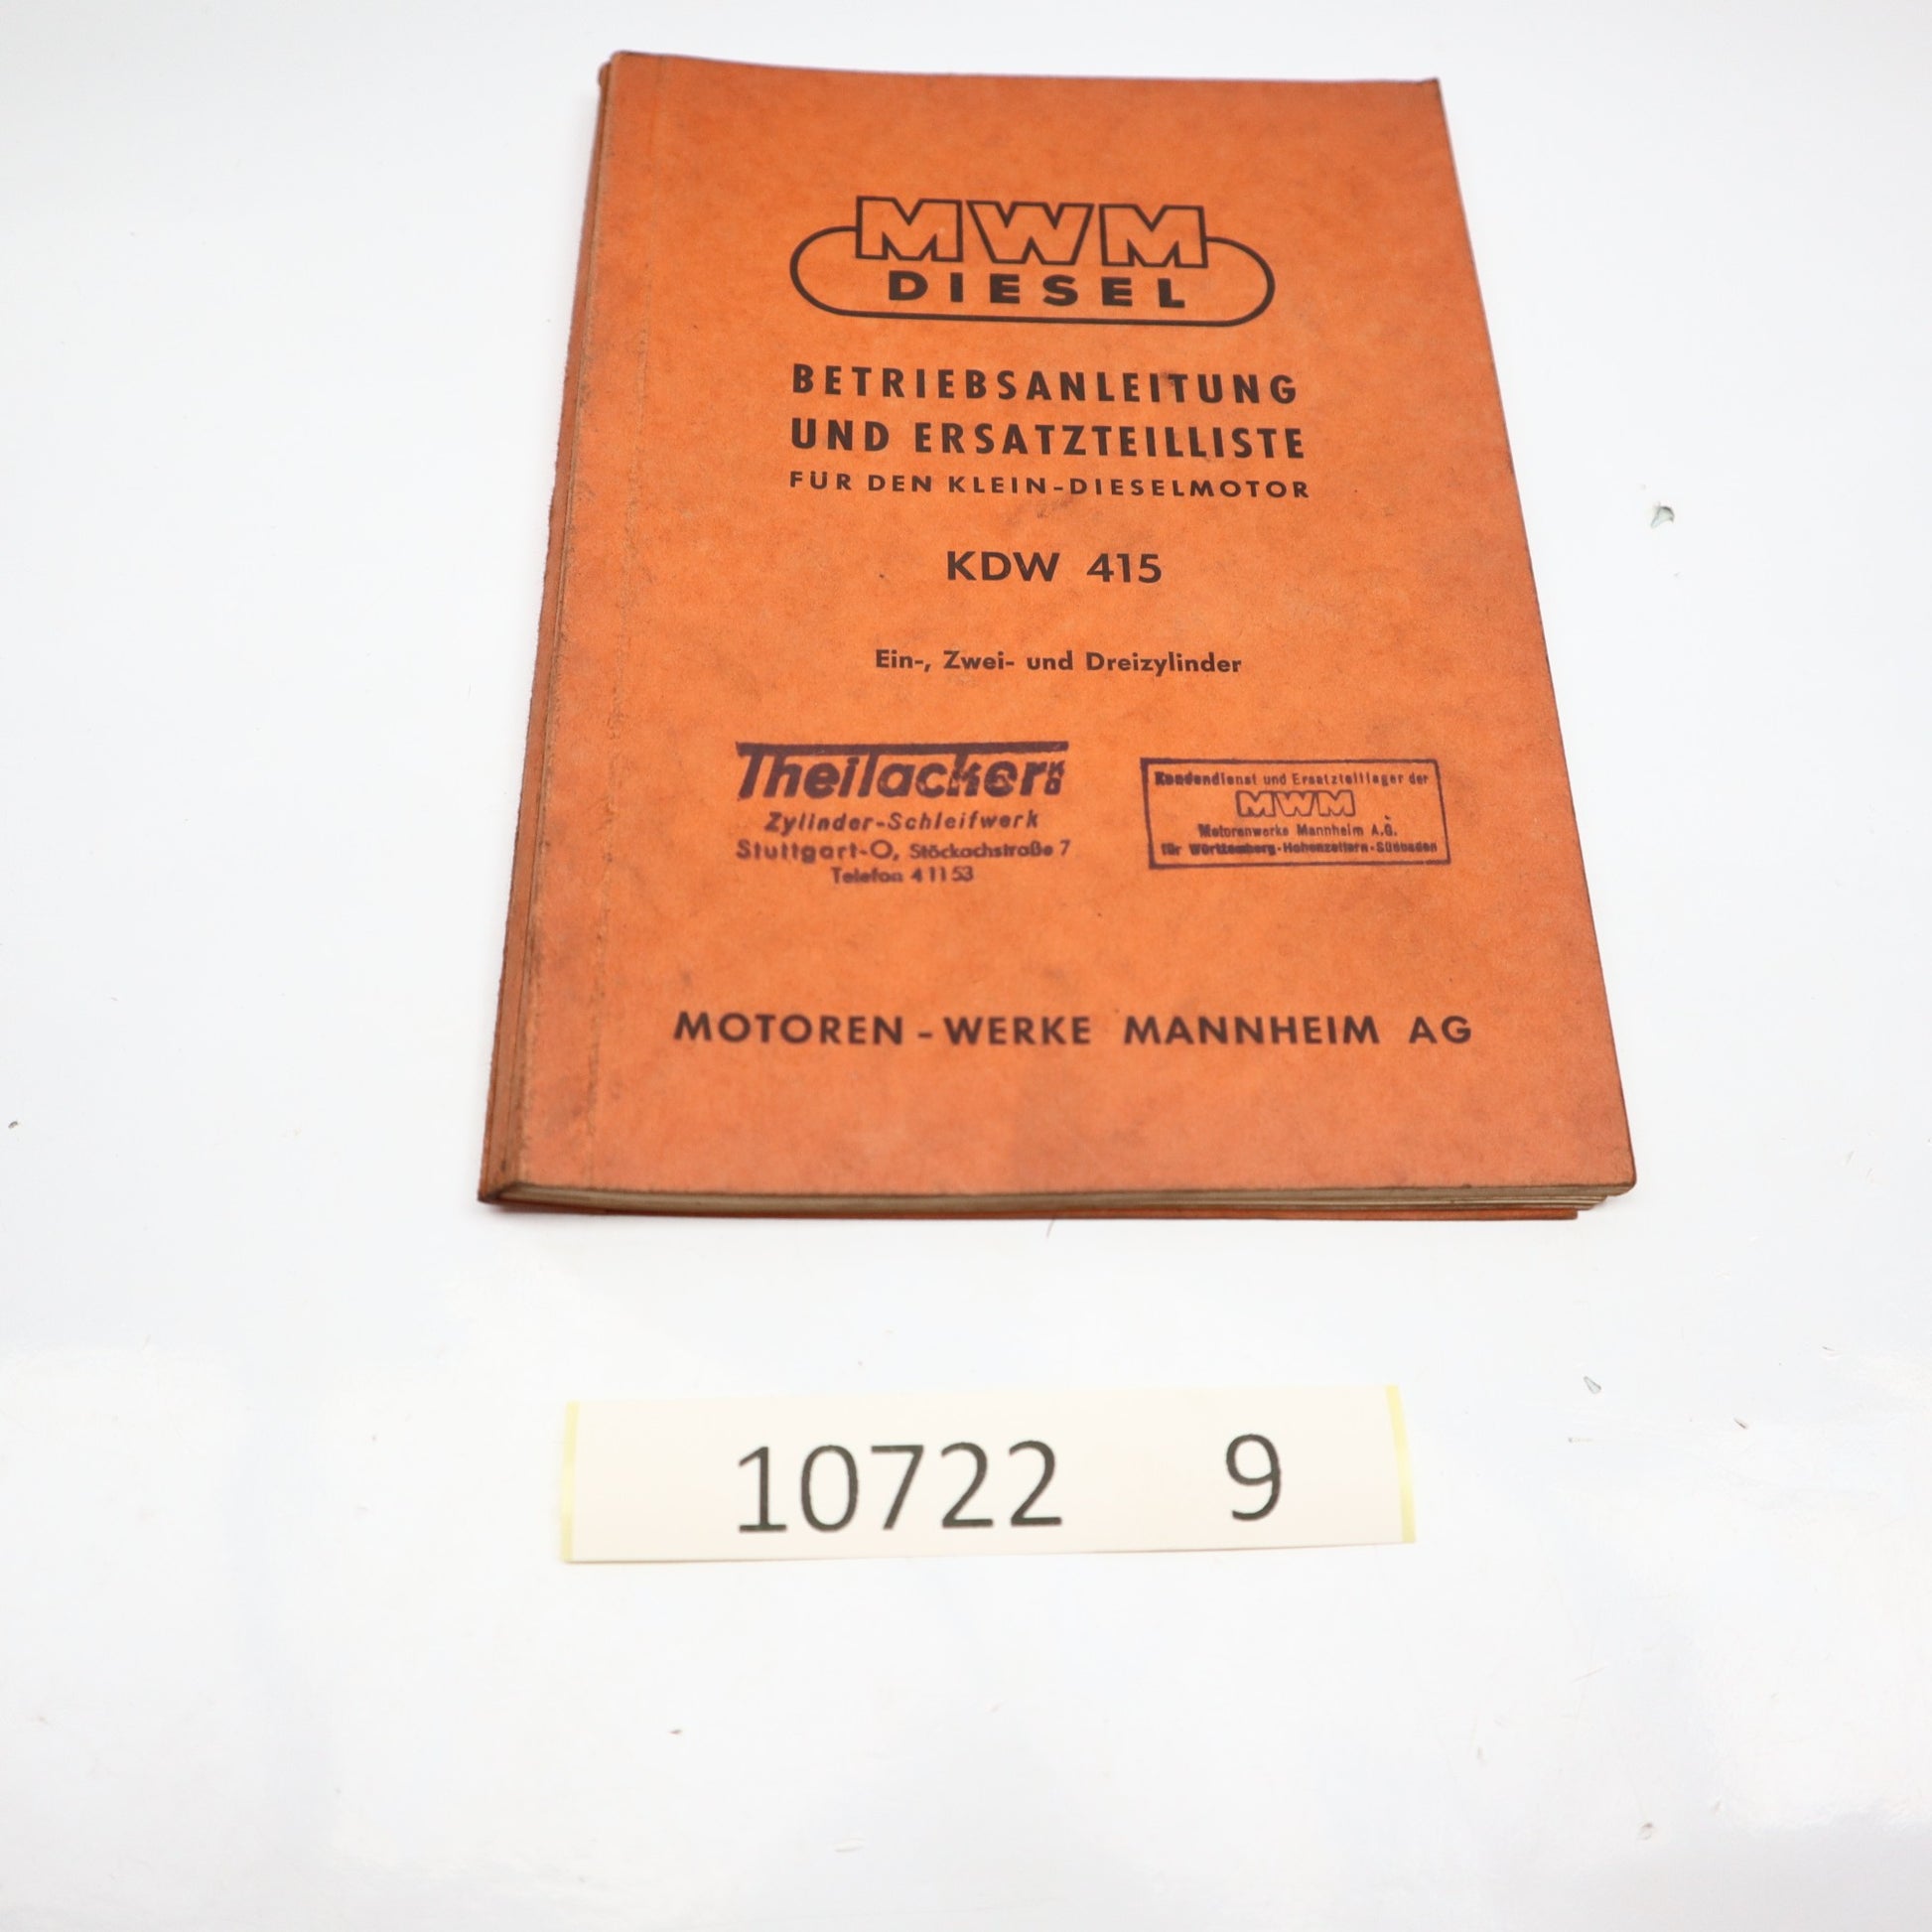 MWM
DIESEL
BETRIEBSANLEITUNG
UND ERSATZTEILLISTE
FÜR DEN KLEIN-DIESELMOTOR
KDW 415
Ein-, Zwei- und Dreizylinder
Theilacker KG
Zylinder-Schleifwerk
Stuttgart-O, Stöckachstraße 7
Telefon 41153
Kundendienst und Ersatzteillager der
MWM
Motorenwerke Mannheim A.G.
für Württemberg-Hohenzollern-Südbaden
MOTOREN-WERKE MANNHEIM AG
10722 9